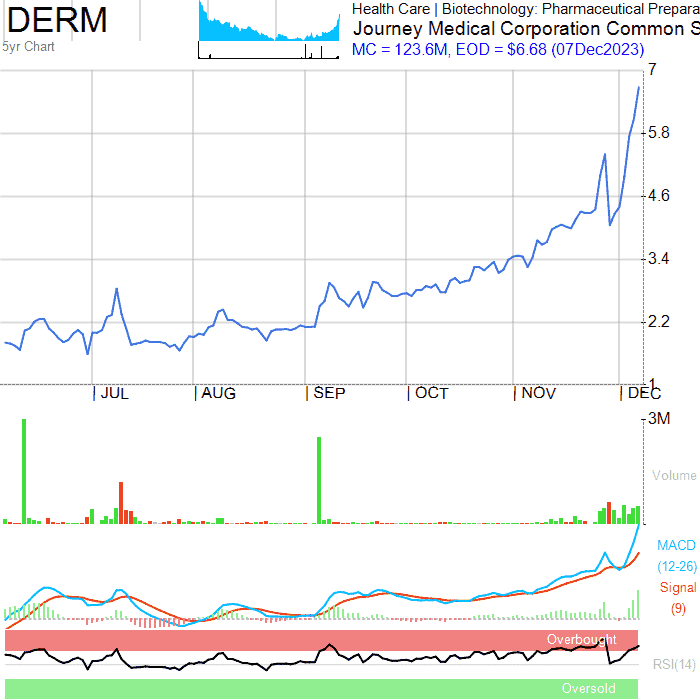 DERM
5yr Chart
Health Care | Biotechnology: Pharmaceutical Prepara
Journey Medical Corporation Common S
MC = 123.6M, EOD = $6.68 (07Dec2023)
7
5.8
4.6
3.4
2.2
1
JUL AUG SEP OCT NOV DEC
3M
Volume
MACD
(12-26)
Signal
(9)
Overbought
RSI(14)
Oversold